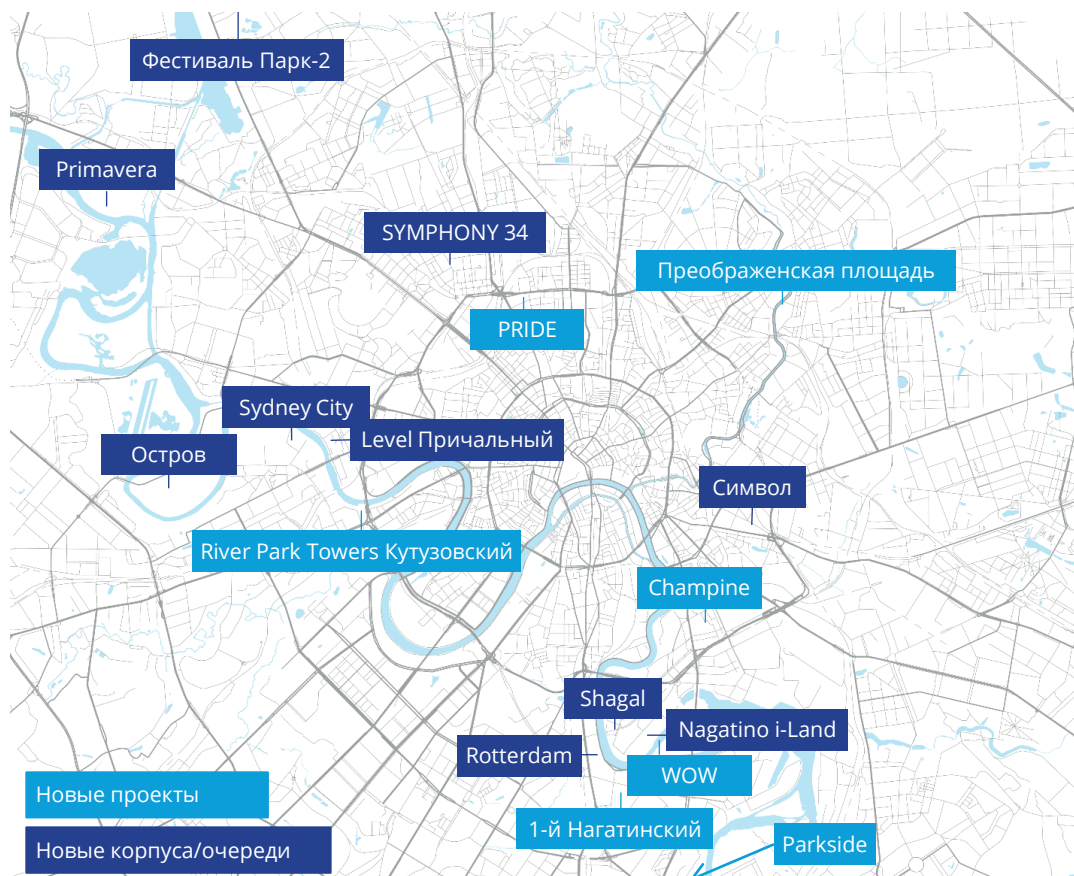 Фестиваль Парк-2
Primavera
SYMPHONY 34
Преображенская площадь
PRIDE
Sydney City
Level Причальный
Остров
Символ
River Park Towers Кутузовский
Champine
Shagal
Nagatino i-Land
Rotterdam
WOW
Новые проекты
1-й Нагатинский
Parkside
Новые корпуса/очереди